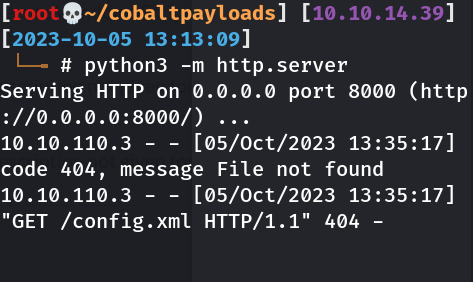 [root💀~/cobaltpayloads] [10.10.14.39]
[2023-10-05 13:13:09]
└── # python3 -m http.server
Serving HTTP on 0.0.0.0 port 8000 (http
://0.0.0.0:8000/) ...
10.10.110.3 - - [05/Oct/2023 13:35:17]
code 404, message File not found
10.10.110.3 - - [05/Oct/2023 13:35:17]
"GET /config.xml HTTP/1.1" 404 -